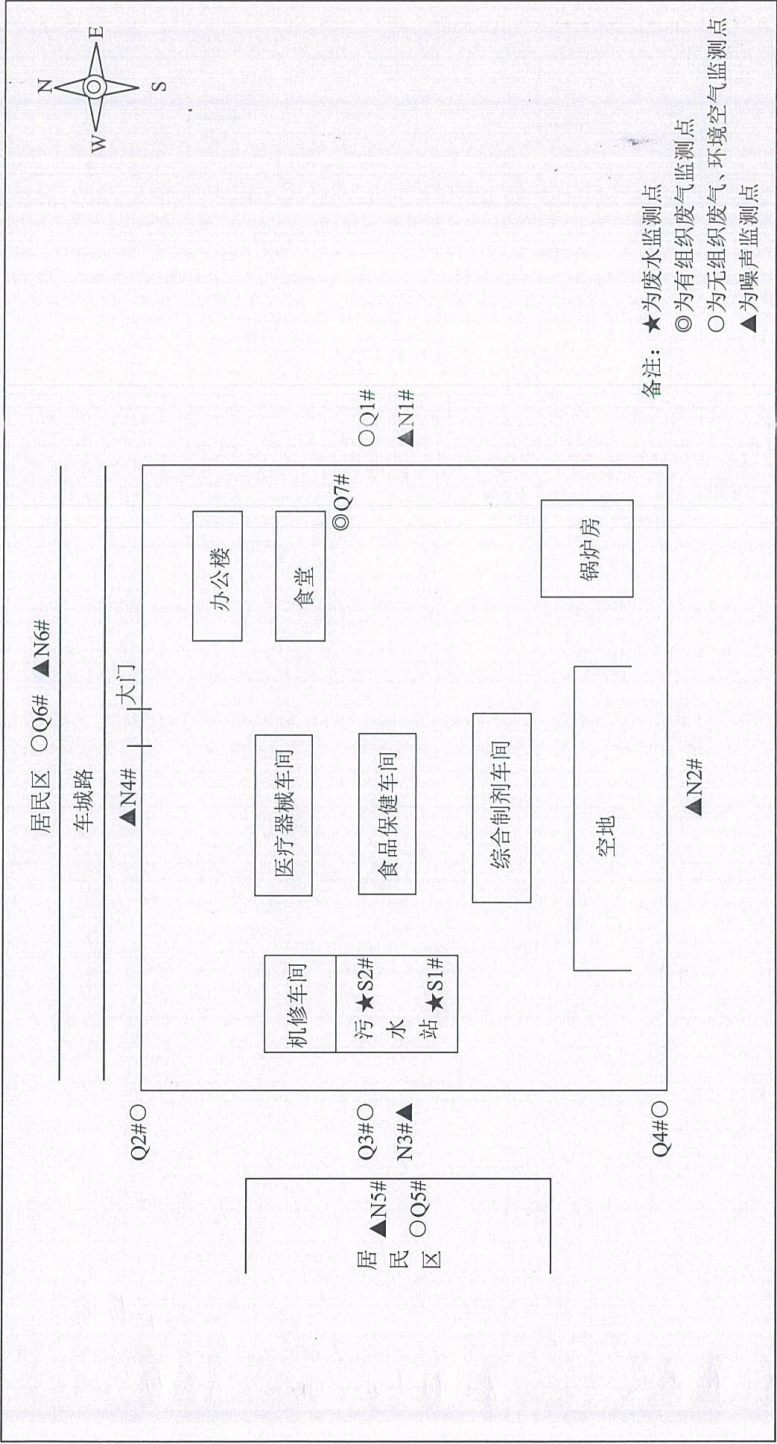 N
W
E
S
居民区 ○Q6# ▲N6#
车城路
▲N4#
大门
Q2#○
办公楼
食堂
◎Q7#
○Q1#
▲N1#
医疗器械车间
食品保健车间
综合制剂车间
机修车间
污水站
★S2#
★S1#
Q3#○
N3#▲
居民区
▲N5#
○Q5#
锅炉房
空地
▲N2#
Q4#○
备注：★为废水监测点
◎为有组织废气监测点
○为无组织废气、环境空气监测点
▲为噪声监测点